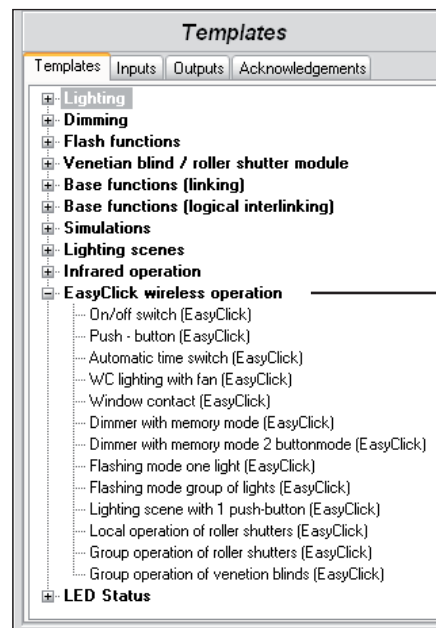 Templates
Templates Inputs Outputs Acknowledgements
Lighting
Dimming
Flash functions
Venetian blind / roller shutter module
Base functions (linking)
Base functions (logical interlinking)
Simulations
Lighting scenes
Infrared operation
EasyClick wireless operation
On/off switch (EasyClick)
Push - button (EasyClick)
Automatic time switch (EasyClick)
WC lighting with fan (EasyClick)
Window contact (EasyClick)
Dimmer with memory mode (EasyClick)
Dimmer with memory mode 2 buttonmode (EasyClick)
Flashing mode one light (EasyClick)
Flashing mode group of lights (EasyClick)
Lighting scene with 1 push-button (EasyClick)
Local operation of roller shutters (EasyClick)
Group operation of roller shutters (EasyClick)
Group operation of venetion blinds (EasyClick)
LED Status